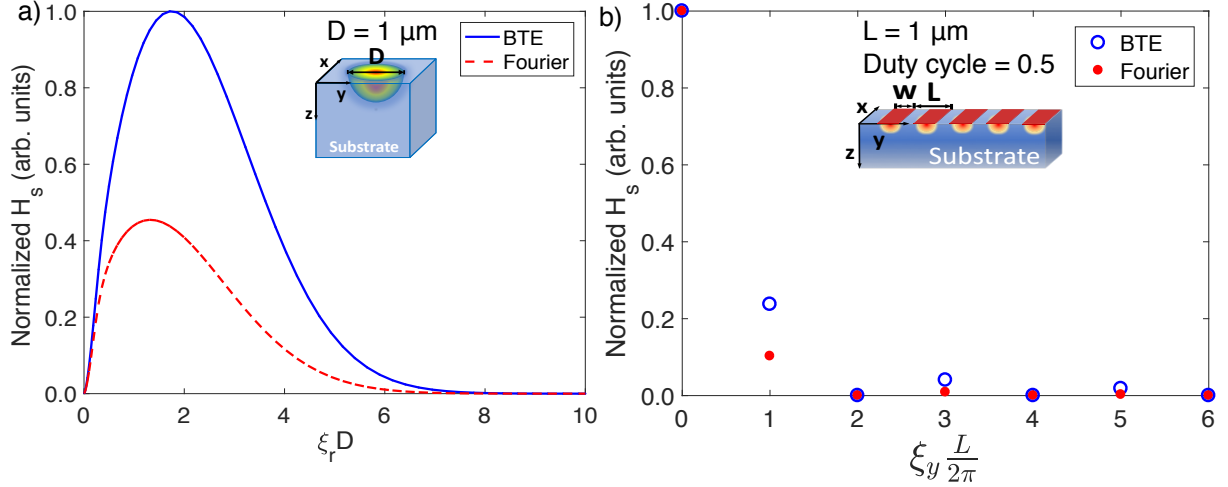 a)
D = 1 μm
BTE
Fourier
D
x
y
z
Substrate
Normalized H_s (arb. units)
1.0
0.8
0.6
0.4
0.2
0.0
0 2 4 6 8 10
ξ_r D
b)
L = 1 μm
Duty cycle = 0.5
BTE
Fourier
w L
x
y
z
Substrate
Normalized H_s (arb. units)
1.0
0.8
0.6
0.4
0.2
0.0
0 1 2 3 4 5 6
ξ_y L/2π